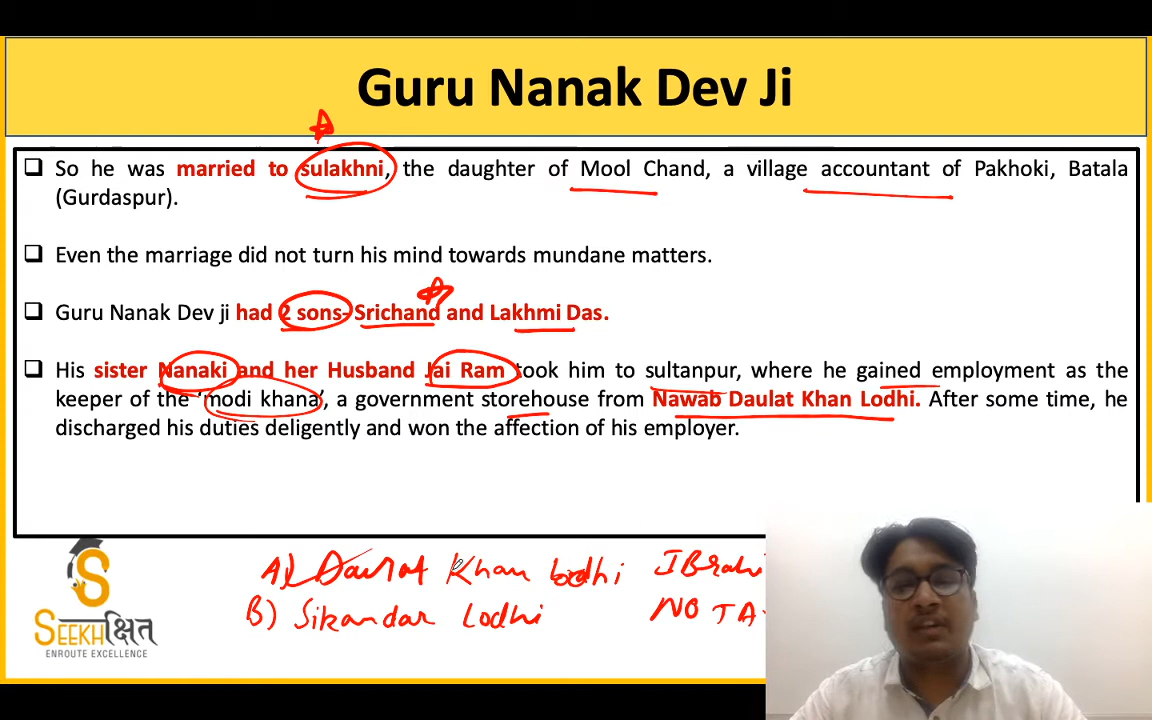 Guru Nanak Dev Ji
❑ So he was married to sulakhni, the daughter of Mool Chand, a village accountant of Pakhoki, Batala
(Gurdaspur).
❑ Even the marriage did not turn his mind towards mundane matters.
❑ Guru Nanak Dev ji had 2 sons- Srichand and Lakhmi Das.
❑ His sister Nanaki and her Husband Jai Ram took him to sultanpur, where he gained employment as the
keeper of the ‘modi khana’, a government storehouse from Nawab Daulat Khan Lodhi. After some time, he
discharged his duties deligently and won the affection of his employer.
A) Daulat Khan Lodhi IBrahi
B) Sikandar Lodhi NOTA
SEEKHक्षित
ENROUTE EXCELLENCE